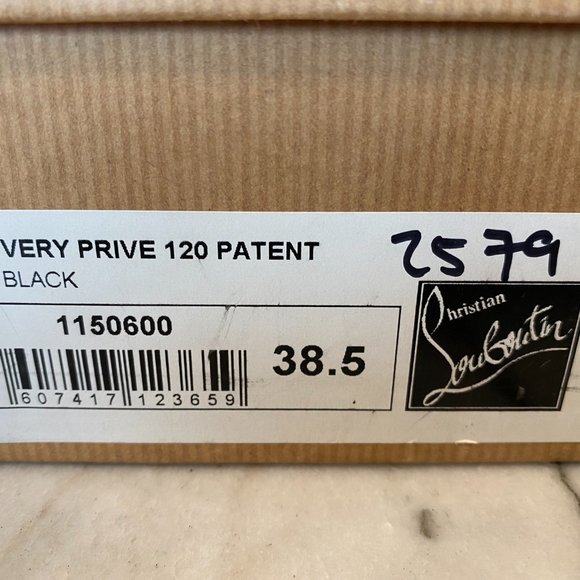 VERY PRIVE 120 PATENT
BLACK
2579
1150600
38.5
607417 123659
Christian
Louboutin